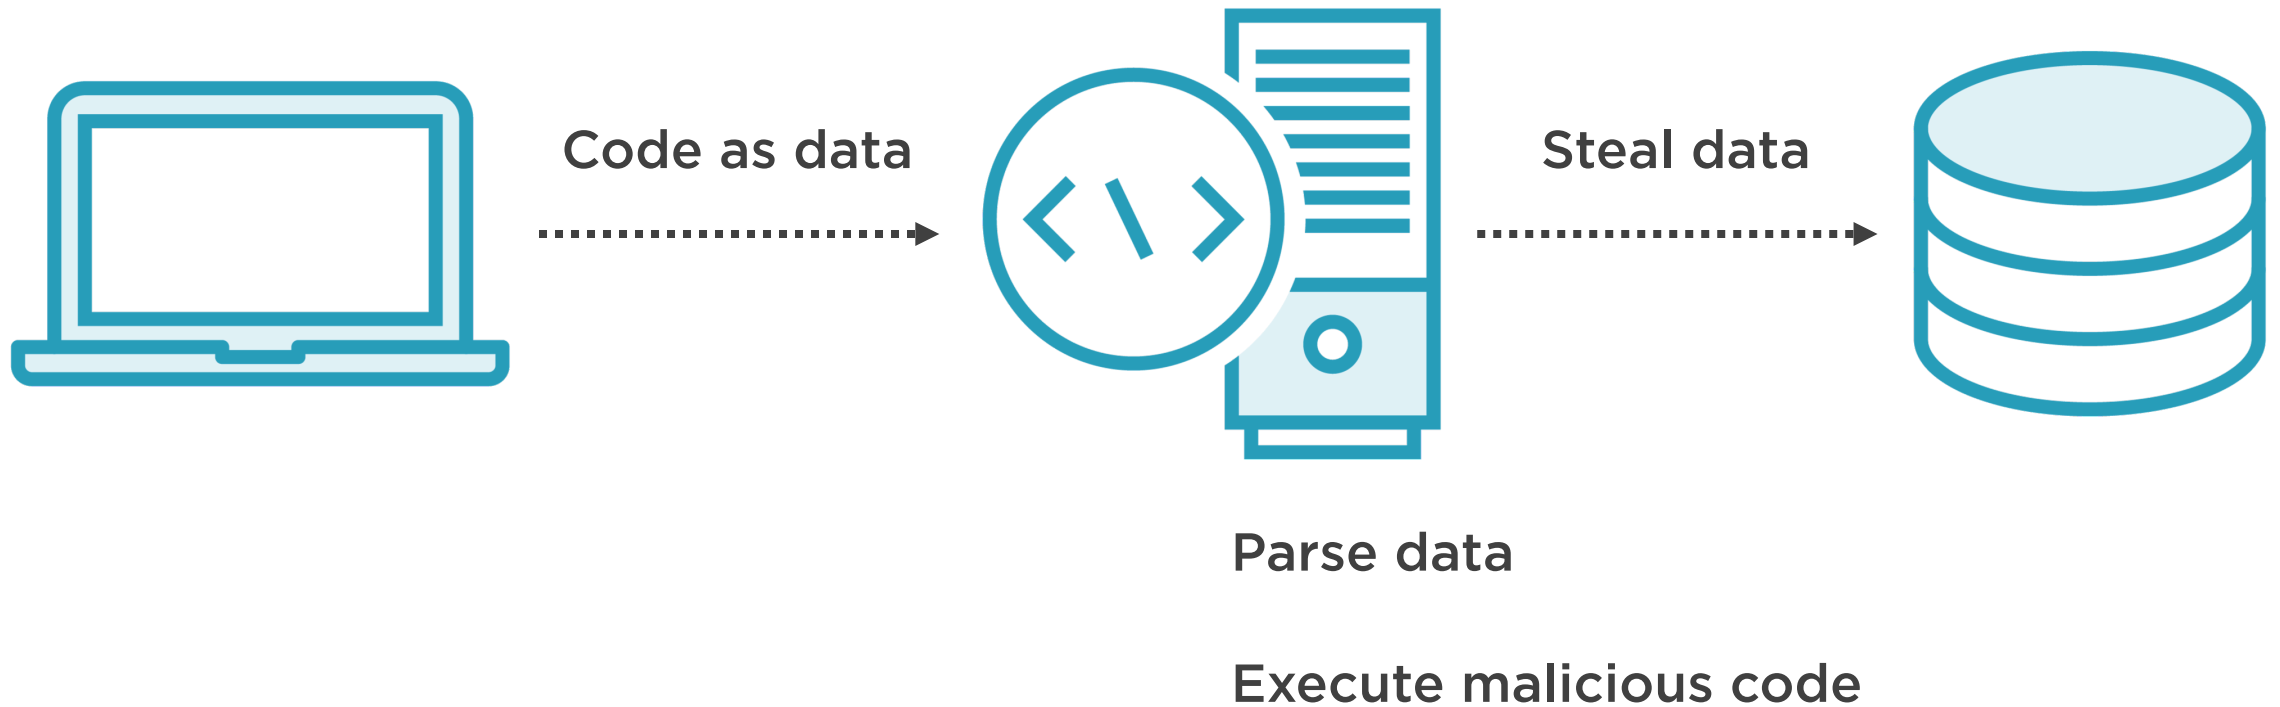 Code as data
Steal data
Parse data
Execute malicious code